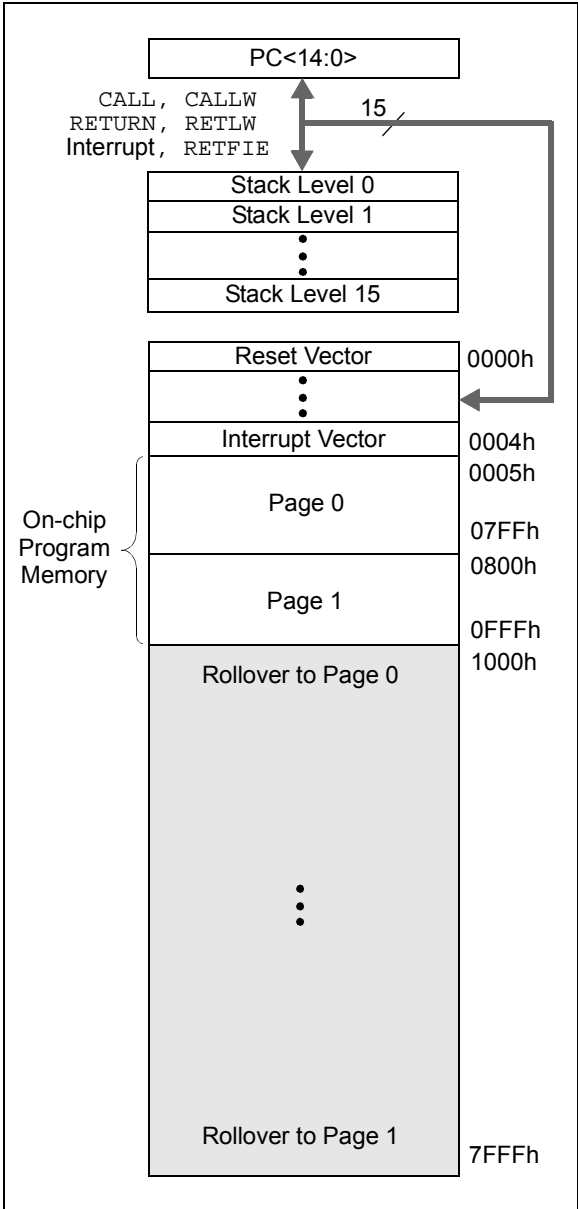 PC<14:0>
CALL, CALLW
RETURN, RETLW
Interrupt, RETFIE
15
Stack Level 0
Stack Level 1
Stack Level 15
Reset Vector
0000h
Interrupt Vector
0004h
0005h
Page 0
07FFh
On-chip
Program
Memory
0800h
Page 1
0FFFh
1000h
Rollover to Page 0
Rollover to Page 1
7FFFh